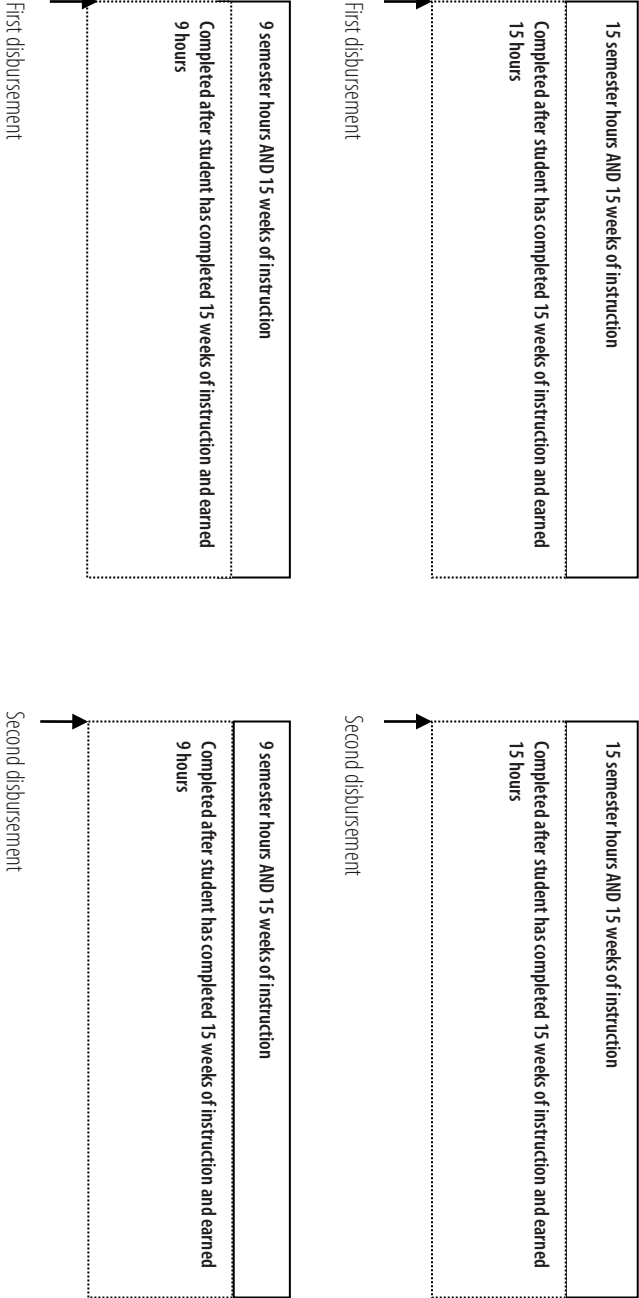 15 semester hours AND 15 weeks of instruction
Completed after student has completed 15 weeks of instruction and earned
15 hours
First disbursement
15 semester hours AND 15 weeks of instruction
Completed after student has completed 15 weeks of instruction and earned
15 hours
Second disbursement
9 semester hours AND 15 weeks of instruction
Completed after student has completed 15 weeks of instruction and earned
9 hours
First disbursement
9 semester hours AND 15 weeks of instruction
Completed after student has completed 15 weeks of instruction and earned
9 hours
Second disbursement